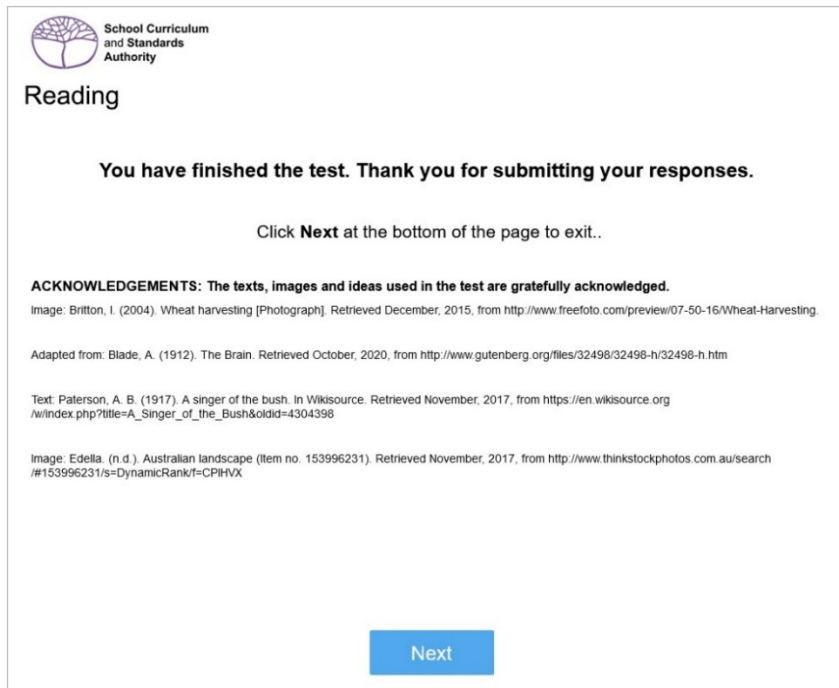 School Curriculum
and Standards
Authority
Reading
You have finished the test. Thank you for submitting your responses.
Click Next at the bottom of the page to exit..
ACKNOWLEDGEMENTS: The texts, images and ideas used in the test are gratefully acknowledged.
Image: Britton, I. (2004). Wheat harvesting [Photograph]. Retrieved December, 2015, from http://www.freefoto.com/preview/07-50-16/Wheat-Harvesting.
Adapted from: Blade, A. (1912). The Brain. Retrieved October, 2020, from http://www.gutenberg.org/files/32498/32498-h/32498-h.htm
Text: Paterson, A. B. (1917). A singer of the bush. In Wikisource. Retrieved November, 2017, from https://en.wikisource.org
/w/index.php?title=A_Singer_of_the_Bush&oldid=4304398
Image: Edella. (n.d.). Australian landscape (Item no. 153996231). Retrieved November, 2017, from http://www.thinkstockphotos.com.au/search
/#153996231/s=DynamicRank/f=CPIHVX
Next